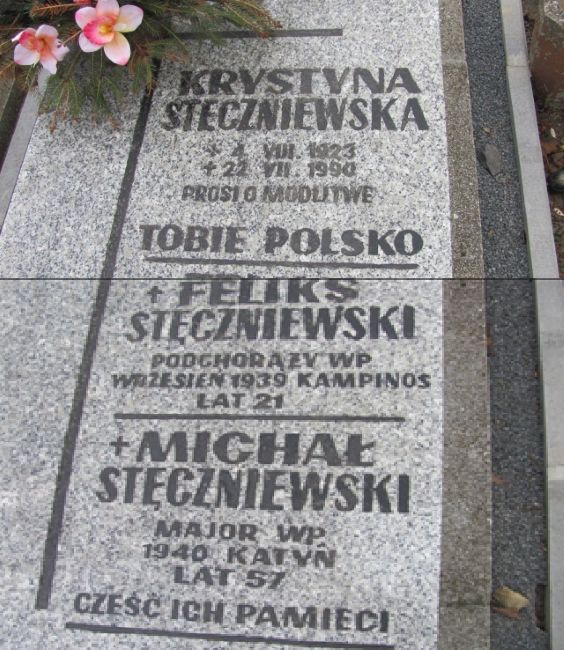 KRYSTYNA
STĘCZNIEWSKA
* 4. VIII. 1923
+ 22. VII. 1990
PROSI O MODLITWĘ
TOBIE POLSKO
+ FELIKS
STĘCZNIEWSKI
PODCHORĄŻY WP
WRZESIEŃ 1939 KAMPINOS
LAT 21
+ MICHAŁ
STĘCZNIEWSKI
MAJOR WP
1940 KATYŃ
LAT 57
CZEŚĆ ICH PAMIĘCI